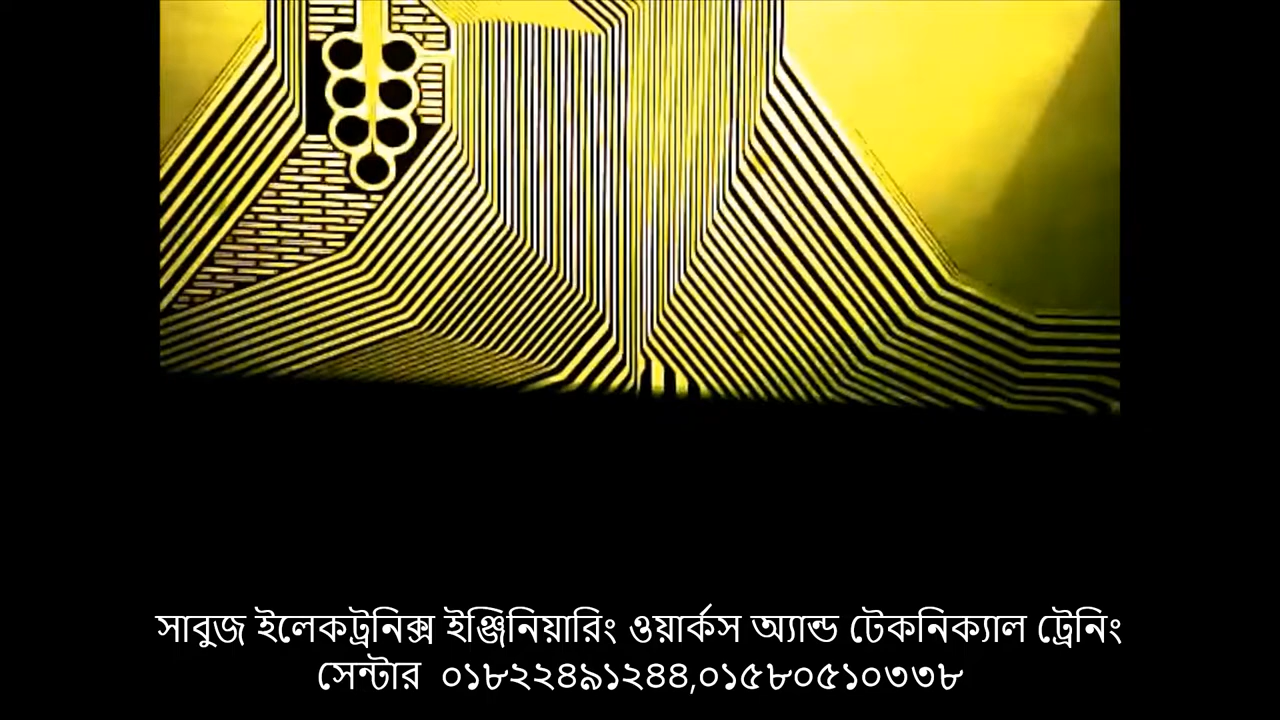 সাবুজ ইলেকট্রনিক্স ইঞ্জিনিয়ারিং ওয়ার্কস অ্যান্ড টেকনিক্যাল ট্রেনিং
সেন্টার ০১৮২২৪৯১২৪৪,০১৫৮০৫১০৩৩৮